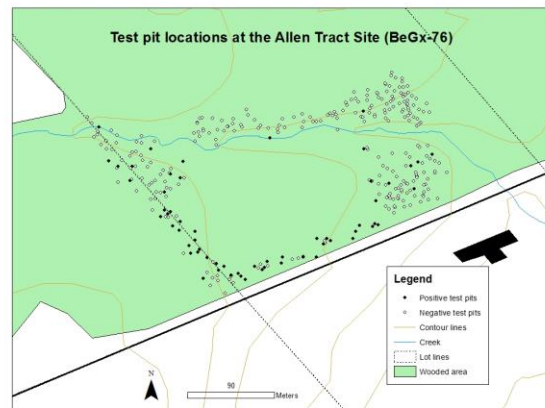 Test pit locations at the Allen Tract Site (BeGx-76)
Legend
Positive test pits
Negative test pits
Contour lines
Creek
Lot lines
Wooded area
N
90
Meters